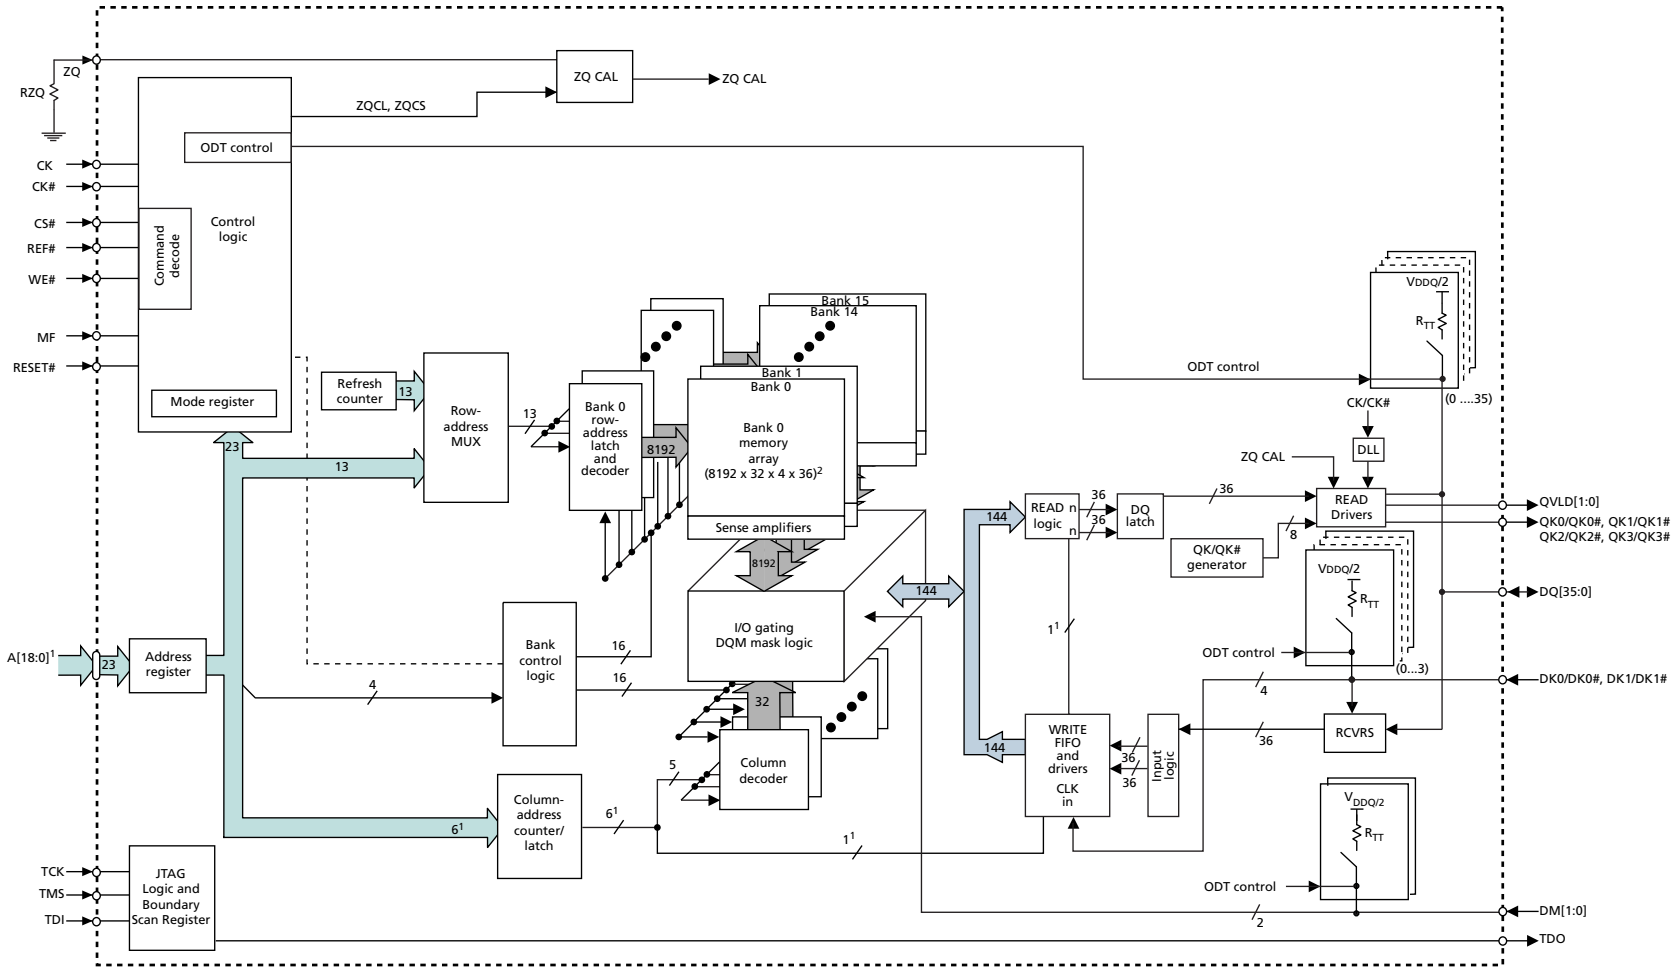 ZQ
RZQ
ZQ CAL
ZQ CAL
ZQCL, ZQCS
ODT control
CK
CK#
CS#
REF#
WE#
MF
RESET#
Command
decode
Control
logic
Mode register
Refresh
counter
13
13
23
Row-
address
MUX
13
Bank 0
row-
address
latch
and
decoder
8192
Bank 15
Bank 14
Bank 1
Bank 0
Bank 0
memory
array
(8192 x 32 x 4 x 36)²
Sense amplifiers
8192
I/O gating
DQM mask logic
32
Column
decoder
5
A[18:0]¹
23
Address
register
4
Bank
control
logic
16
16
6¹
Column-
address
counter/
latch
6¹
1¹
TCK
TMS
TDI
JTAG
Logic and
Boundary
Scan Register
144
144
144
READ n
logic n
36
36
DQ
latch
36
1¹
WRITE
FIFO
and
drivers
CLK
in
36
36
Input
logic
36
QK/QK#
generator
8
ZQ CAL
CK/CK#
DLL
READ
Drivers
ODT control
VDDQ/2
RTT
(0 ....35)
VDDQ/2
RTT
ODT control
(0...3)
4
RCVRS
VDDQ/2
RTT
ODT control
2
QVLD[1:0]
QK0/QK0#, QK1/QK1#
QK2/QK2#, QK3/QK3#
DQ[35:0]
DK0/DK0#, DK1/DK1#
DM[1:0]
TDO